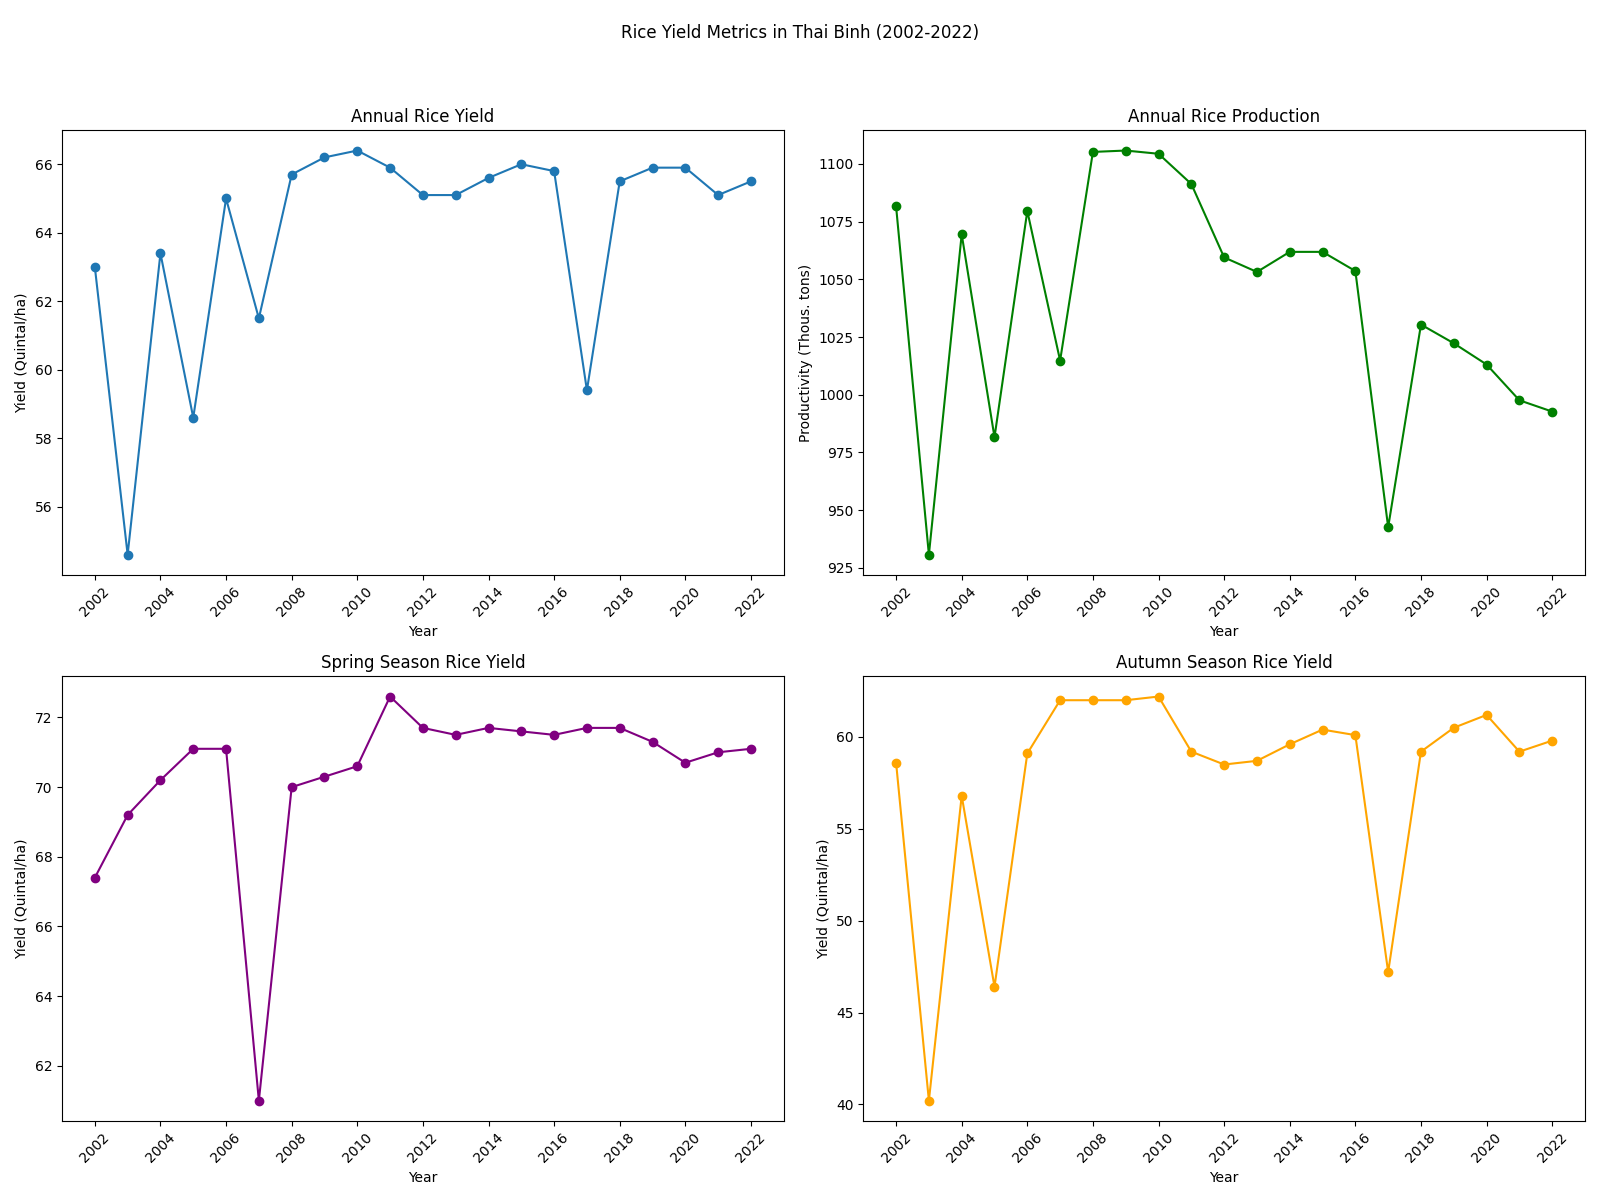 Rice Yield Metrics in Thai Binh (2002-2022)
Annual Rice Yield
Yield (Quintal/ha)
66
64
62
60
58
56
2002 2004 2006 2008 2010 2012 2014 2016 2018 2020 2022
Year
Annual Rice Production
Productivity (Thous. tons)
1100
1075
1050
1025
1000
975
950
925
2002 2004 2006 2008 2010 2012 2014 2016 2018 2020 2022
Year
Spring Season Rice Yield
Yield (Quintal/ha)
72
70
68
66
64
62
2002 2004 2006 2008 2010 2012 2014 2016 2018 2020 2022
Year
Autumn Season Rice Yield
Yield (Quintal/ha)
60
55
50
45
40
2002 2004 2006 2008 2010 2012 2014 2016 2018 2020 2022
Year